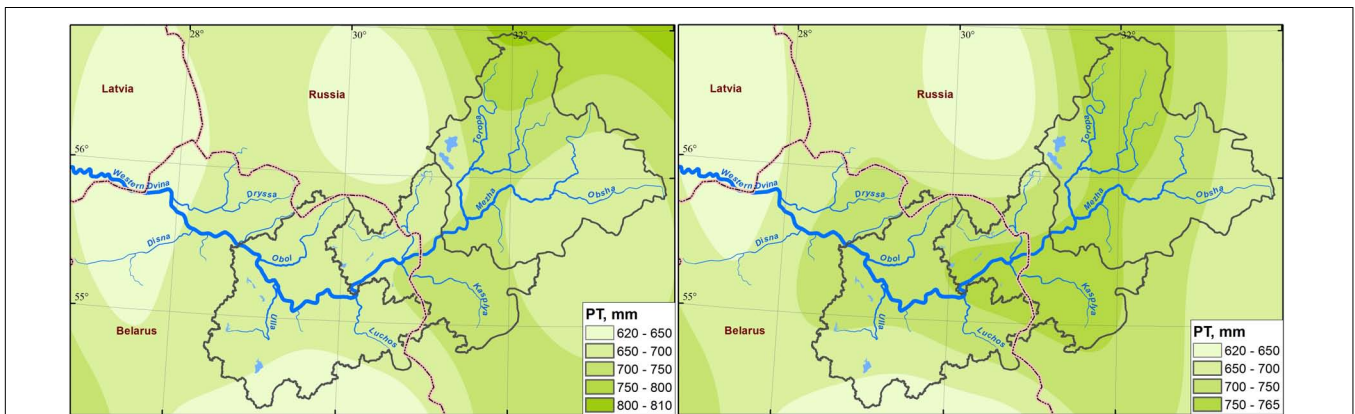 28°
30°
32°
Latvia
Russia
56°
Toropa
Western Dvina
Dryssa
Mezha
Obsha
Disna
Obol
Kasplya
55°
Ulla
Luchos
Belarus
PT, mm
620 - 650
650 - 700
700 - 750
750 - 800
800 - 810
28°
30°
32°
Latvia
Russia
56°
Toropa
Western Dvina
Dryssa
Mezha
Obsha
Disna
Obol
Kasplya
55°
Ulla
Luchos
Belarus
PT, mm
620 - 650
650 - 700
700 - 750
750 - 765